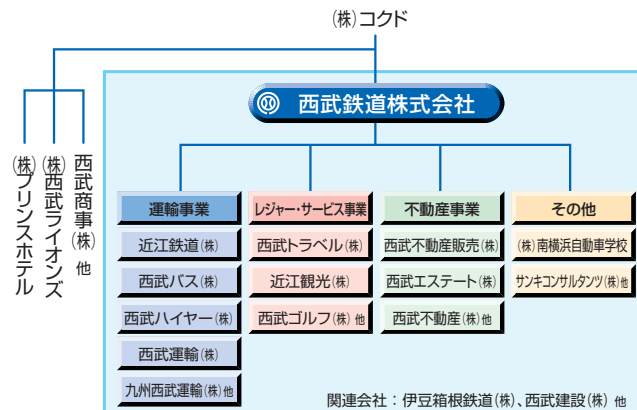 (株)コクド
西武鉄道株式会社
(株)プリンスホテル
(株)西武ライオンズ
西武商事(株) 他
運輸事業
近江鉄道(株)
西武バス(株)
西武ハイヤー(株)
西武運輸(株)
九州西武運輸(株)他
レジャー・サービス事業
西武トラベル(株)
近江観光(株)
西武ゴルフ(株) 他
不動産事業
西武不動産販売(株)
西武エステート(株)
西武不動産(株)他
その他
(株)南横浜自動車学校
サンキコンサルタンツ(株)他
関連会社：伊豆箱根鉄道(株)、西武建設(株) 他